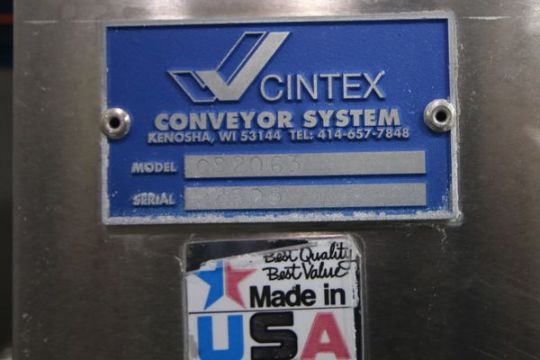 CINTEX
CONVEYOR SYSTEM
KENOSHA, WI 53144 TEL: 414-657-7848
MODEL
SERIAL
Best Quality
Best Value
Made in
USA